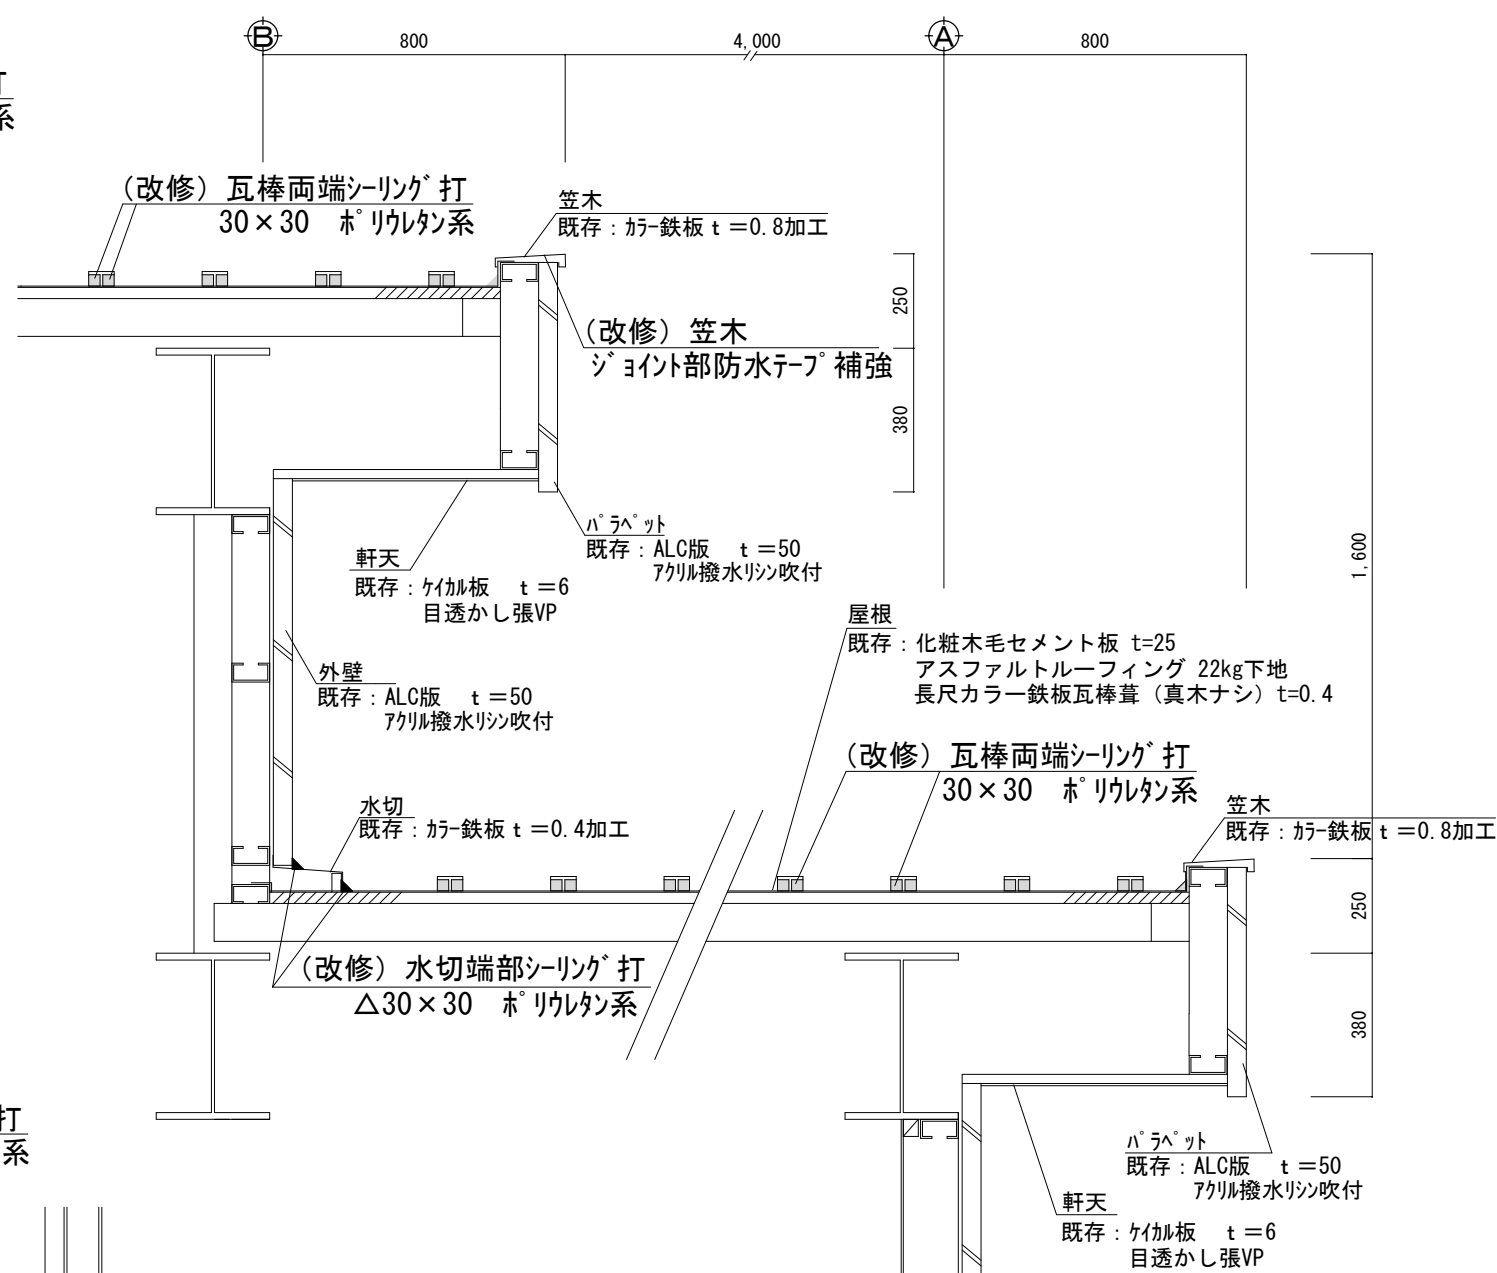 B
800
4,000
A
800
打
系
(改修) 瓦棒両端シーリング打
30×30 ポリウレタン系
笠木
既存:カラー鉄板 t=0.8加工
250
(改修) 笠木
ジョイント部防水テープ補強
380
パラペット
既存:ALC版 t=50
アクリル撥水リシン吹付
軒天
既存:ケイカル板 t=6
目透かし張VP
1,600
屋根
既存:化粧木毛セメント板 t=25
アスファルトルーフィング 22kg下地
長尺カラー鉄板瓦棒葺(真木ナシ)t=0.4
外壁
既存:ALC版 t=50
アクリル撥水リシン吹付
(改修) 瓦棒両端シーリング打
30×30 ポリウレタン系
水切
既存:カラー鉄板 t=0.4加工
笠木
既存:カラー鉄板 t=0.8加工
250
(改修) 水切端部シーリング打
△30×30 ポリウレタン系
380
打
系
パラペット
既存:ALC版 t=50
アクリル撥水リシン吹付
軒天
既存:ケイカル板 t=6
目透かし張VP